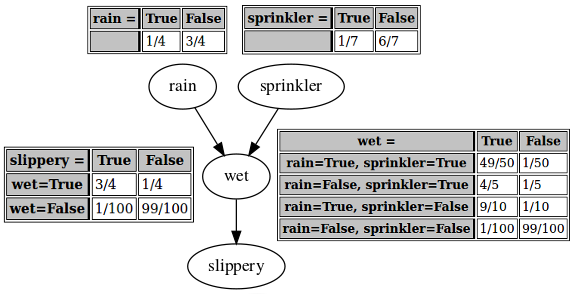 rain = True False
1/4 3/4
sprinkler = True False
1/7 6/7
rain
sprinkler
slippery = True False
wet=True 3/4 1/4
wet=False 1/100 99/100
wet
wet = True False
rain=True, sprinkler=True 49/50 1/50
rain=False, sprinkler=True 4/5 1/5
rain=True, sprinkler=False 9/10 1/10
rain=False, sprinkler=False 1/100 99/100
slippery